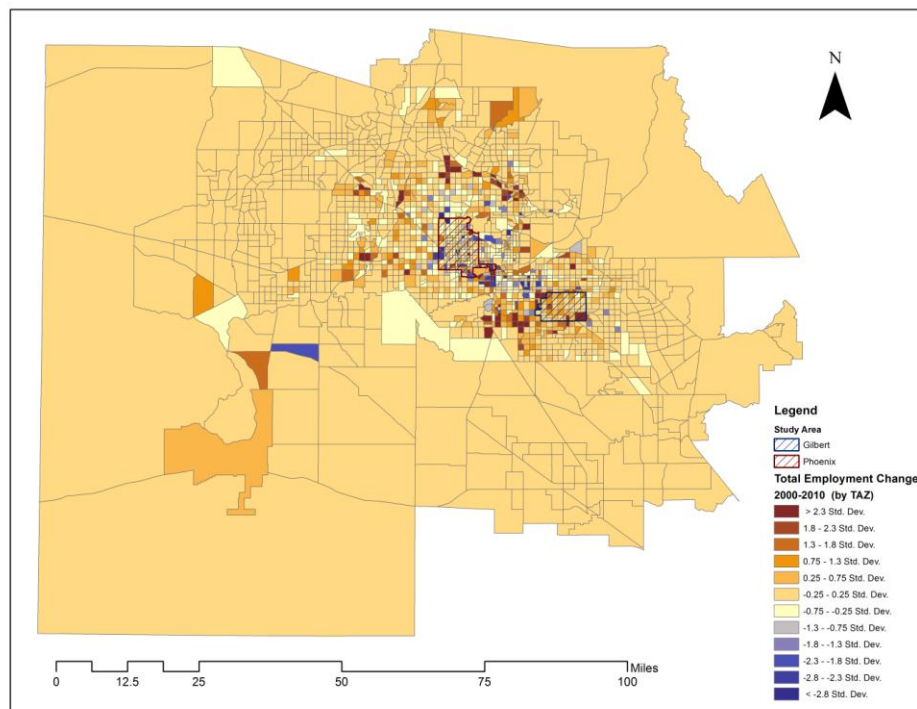 N
Legend
Study Area
Gilbert
Phoenix
Total Employment Change
2000-2010 (by TAZ)
> 2.3 Std. Dev.
1.8 - 2.3 Std. Dev.
1.3 - 1.8 Std. Dev.
0.75 - 1.3 Std. Dev.
0.25 - 0.75 Std. Dev.
-0.25 - 0.25 Std. Dev.
-0.75 - -0.25 Std. Dev.
-1.3 - -0.75 Std. Dev.
-1.8 - -1.3 Std. Dev.
-2.3 - -1.8 Std. Dev.
-2.8 - -2.3 Std. Dev.
< -2.8 Std. Dev.
Miles
0 12.5 25 50 75 100